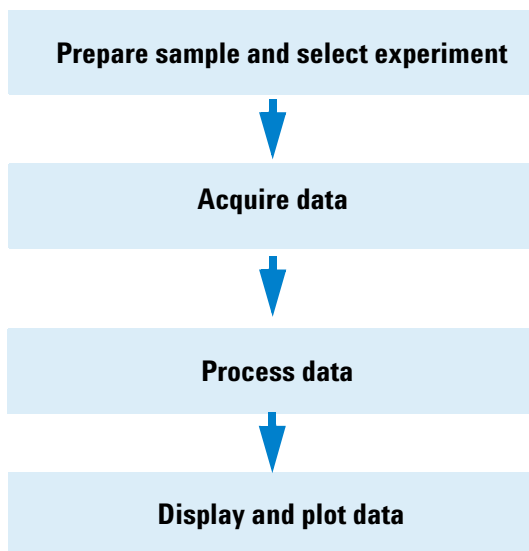 Prepare sample and select experiment
Acquire data
Process data
Display and plot data